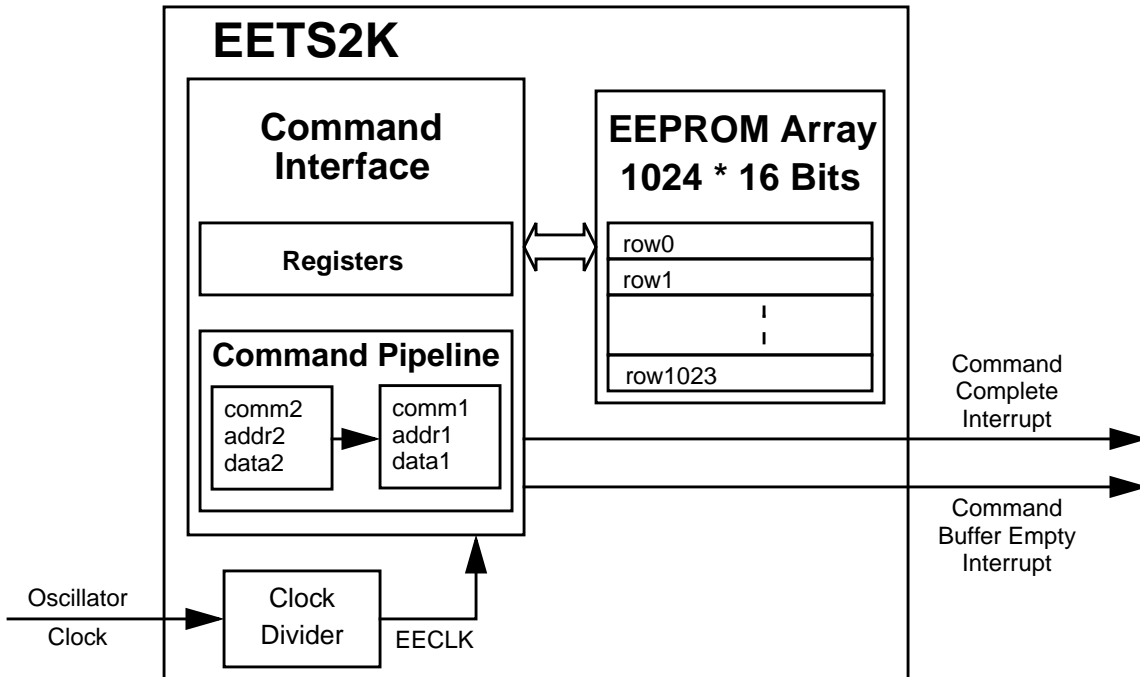 EETS2K
Command
Interface
Registers
Command Pipeline
comm2
addr2
data2
comm1
addr1
data1
EEPROM Array
1024 * 16 Bits
row0
row1
row1023
Command
Complete
Interrupt
Command
Buffer Empty
Interrupt
Oscillator
Clock
Clock
Divider
EECLK